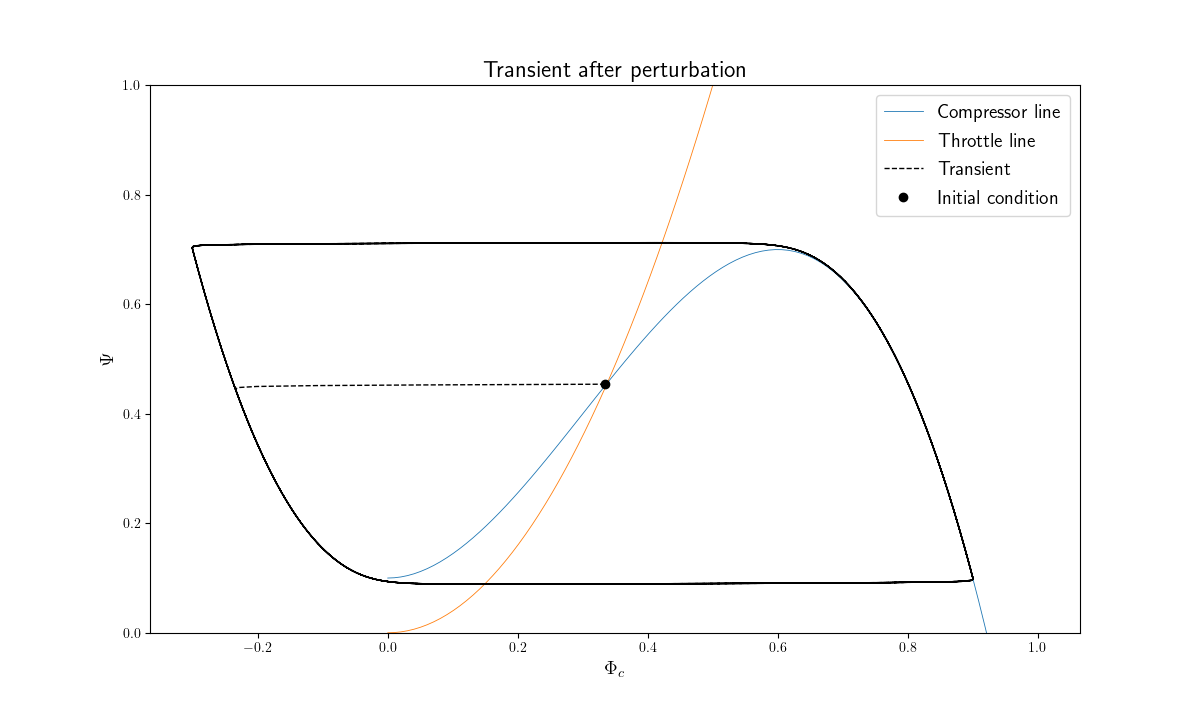 Transient after perturbation
1.0
0.8
0.6
0.4
0.2
0.0
Ψ
Compressor line
Throttle line
Transient
Initial condition
−0.2
0.0
0.2
0.4
0.6
0.8
1.0
Φc